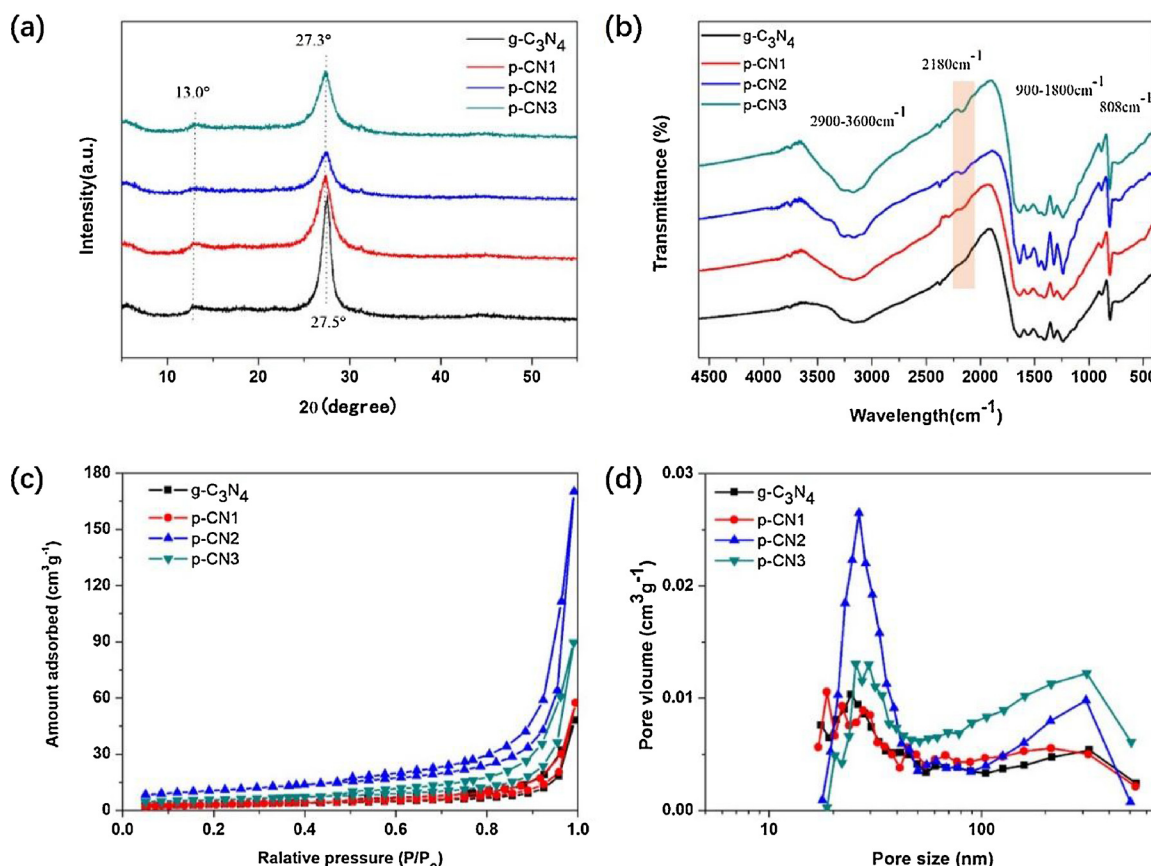 (a)
27.3°
13.0°
g-C3N4
p-CN1
p-CN2
p-CN3
27.5°
Intensity(a.u.)
10 20 30 40 50
2θ(degree)
(b)
g-C3N4
p-CN1
p-CN2
p-CN3
2180cm-1
900-1800cm-1
808cm-1
2900-3600cm-1
Transmittance (%)
4500 4000 3500 3000 2500 2000 1500 1000 500
Wavelength(cm-1)
(c)
g-C3N4
p-CN1
p-CN2
p-CN3
180
150
120
90
60
30
0
Amount adsorbed (cm3g-1)
0.0 0.2 0.4 0.6 0.8 1.0
Ralative pressure (P/P0)
(d)
g-C3N4
p-CN1
p-CN2
p-CN3
0.03
0.02
0.01
0.00
Pore vloume (cm3g-1)
10 100
Pore size (nm)